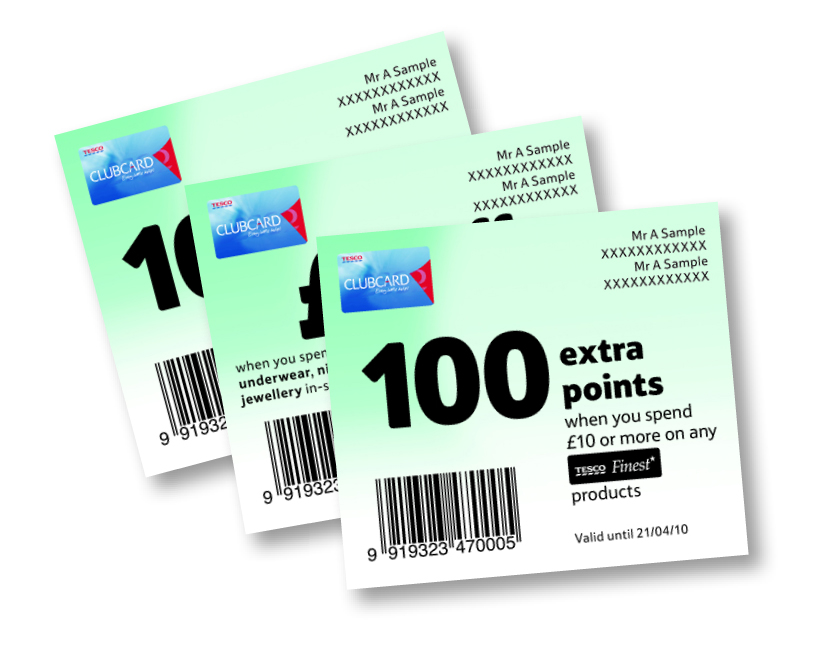 Mr A Sample
XXXXXXXXXXXX
Mr A Sample
XXXXXXXXXXXX
TESCO
CLUBCARD
Mr A Sample
XXXXXXXXXXXX
Mr A Sample
XXXXXXXXXXXX
TESCO
CLUBCARD
£
when you spen
underwear, ni
jewellery in-s
9 919323
9 91932
Mr A Sample
XXXXXXXXXXXX
Mr A Sample
XXXXXXXXXXXX
TESCO
CLUBCARD
100 extra
points
when you spend
£10 or more on any
TESCO Finest*
products
Valid until 21/04/10
9 919323 470005